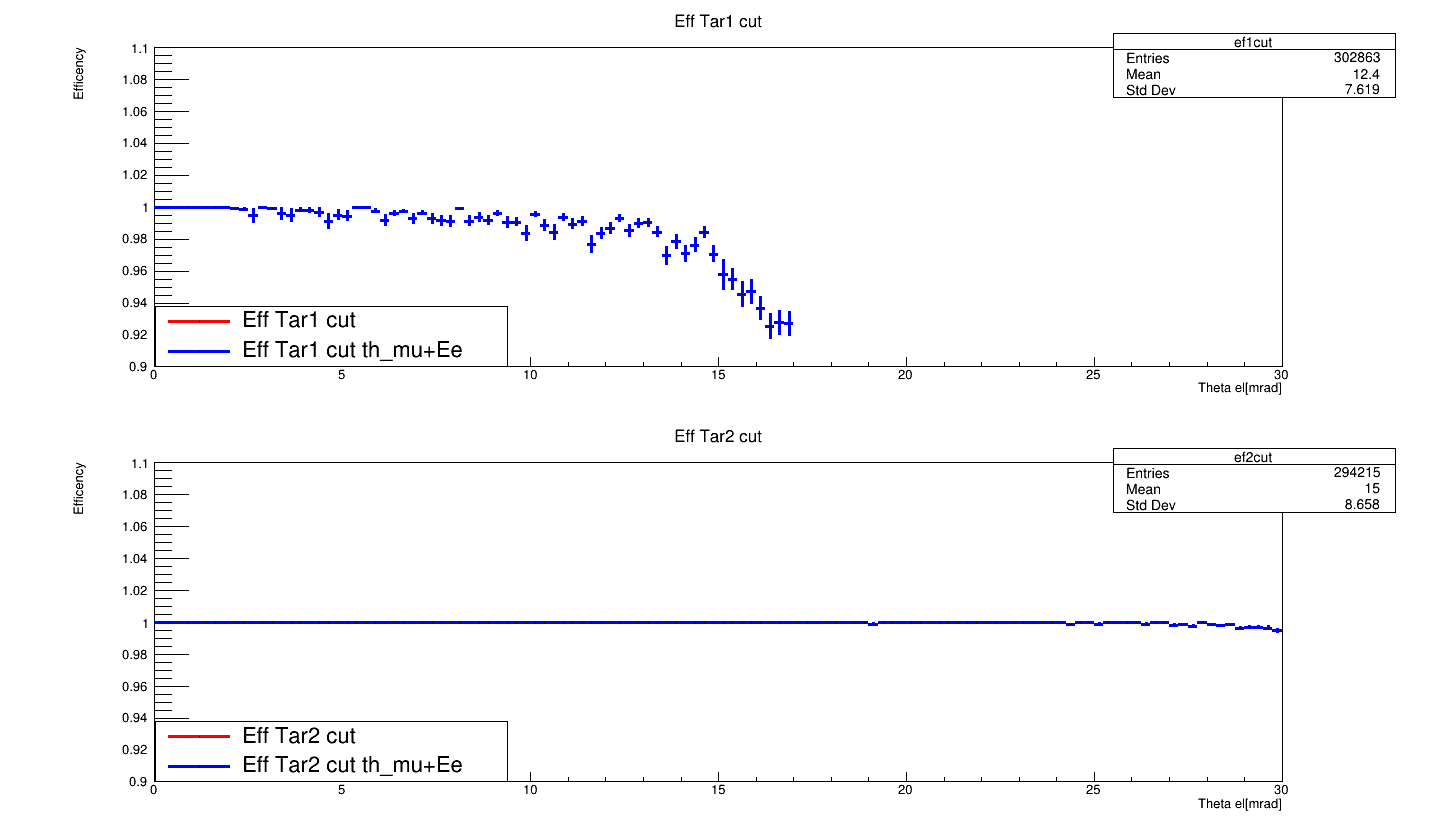 Eff Tar1 cut
ef1cut
Entries 302863
Mean 12.4
Std Dev 7.619
Efficency
1.1
1.08
1.06
1.04
1.02
1
0.98
0.96
0.94
0.92
0.9
Eff Tar1 cut
Eff Tar1 cut th_mu+Ee
0 5 10 15 20 25 30
Theta el[mrad]
Eff Tar2 cut
ef2cut
Entries 294215
Mean 15
Std Dev 8.658
Efficency
1.1
1.08
1.06
1.04
1.02
1
0.98
0.96
0.94
0.92
0.9
Eff Tar2 cut
Eff Tar2 cut th_mu+Ee
0 5 10 15 20 25 30
Theta el[mrad]